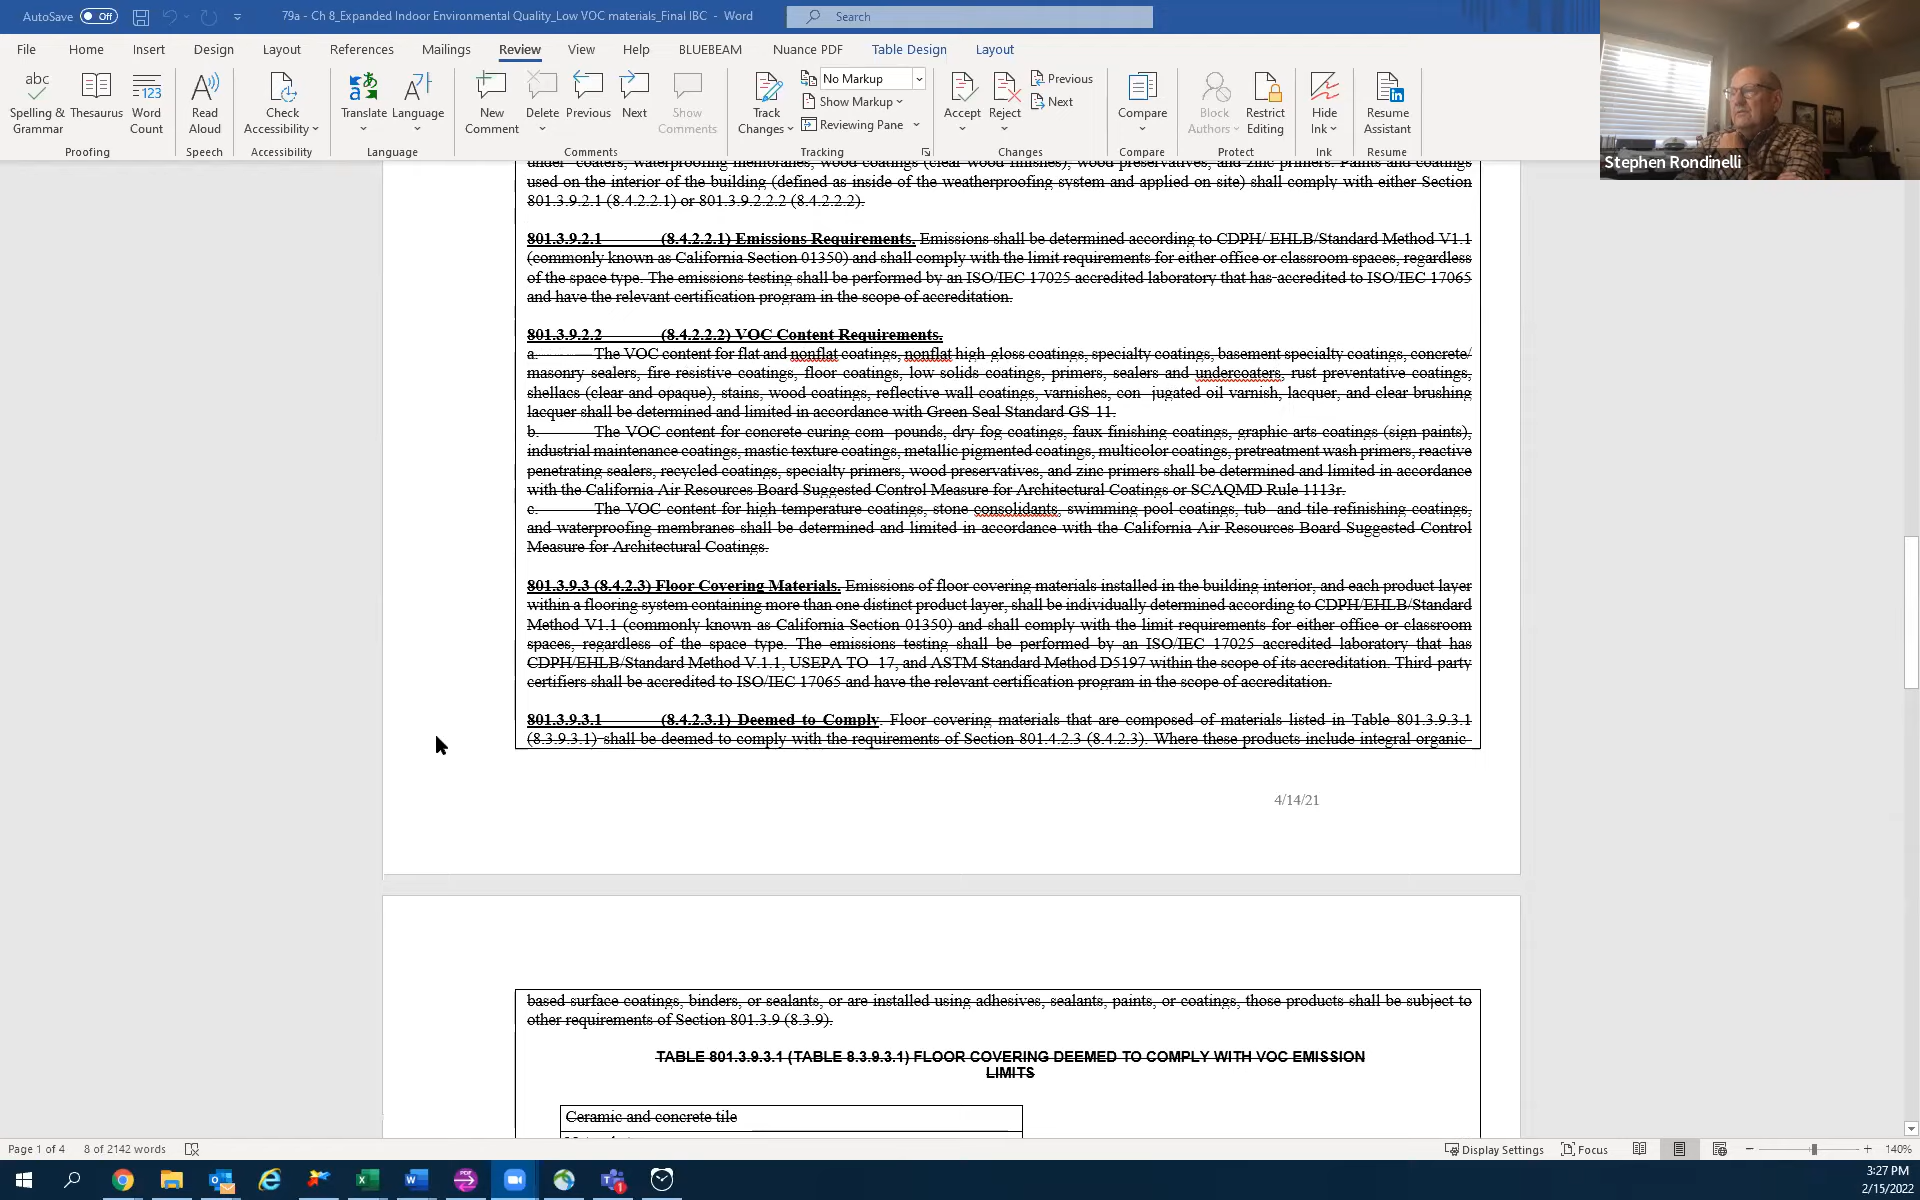 AutoSave Off 79a - Ch 8_Expanded Indoor Environmental Quality_Low VOC materials_Final IBC - Word Search
File Home Insert Design Layout References Mailings Review View Help BLUEBEAM Nuance PDF Table Design Layout
Spelling & Grammar
Thesaurus
Word Count
Read Aloud
Check Accessibility
Translate
Language
New Comment
Delete
Previous
Next
Show Comments
Track Changes
No Markup
Show Markup
Reviewing Pane
Accept
Reject
Previous
Next
Compare
Block Authors
Restrict Editing
Hide Ink
Resume Assistant
Proofing Speech Accessibility Language Comments Tracking Changes Compare Protect Ink Resume
Stephen Rondinelli
under coaters, waterproofing membranes, wood coatings (clear wood finishes), wood preservatives, and zinc primers. Paints and coatings
used on the interior of the building (defined as inside of the weatherproofing system and applied on site) shall comply with either Section
801.3.9.2.1 (8.4.2.2.1) or 801.3.9.2.2.2 (8.4.2.2.2).
801.3.9.2.1 (8.4.2.2.1) Emissions Requirements. Emissions shall be determined according to CDPH/ EHLB/Standard Method V1.1
(commonly known as California Section 01350) and shall comply with the limit requirements for either office or classroom spaces, regardless
of the space type. The emissions testing shall be performed by an ISO/IEC 17025 accredited laboratory that has accredited to ISO/IEC 17065
and have the relevant certification program in the scope of accreditation.
801.3.9.2.2 (8.4.2.2.2) VOC Content Requirements.
a. The VOC content for flat and nonflat coatings, nonflat high gloss coatings, specialty coatings, basement specialty coatings, concrete/
masonry sealers, fire resistive coatings, floor coatings, low solids coatings, primers, sealers and undercoaters, rust preventative coatings,
shellacs (clear and opaque), stains, wood coatings, reflective wall coatings, varnishes, con jugated oil varnish, lacquer, and clear brushing
lacquer shall be determined and limited in accordance with Green Seal Standard GS 11.
b. The VOC content for concrete curing com pounds, dry fog coatings, faux finishing coatings, graphic arts coatings (sign paints),
industrial maintenance coatings, mastic texture coatings, metallic pigmented coatings, multicolor coatings, pretreatment wash primers, reactive
penetrating sealers, recycled coatings, specialty primers, wood preservatives, and zinc primers shall be determined and limited in accordance
with the California Air Resources Board Suggested Control Measure for Architectural Coatings or SCAQMD Rule 1113r.
c. The VOC content for high temperature coatings, stone consolidants, swimming pool coatings, tub and tile refinishing coatings,
and waterproofing membranes shall be determined and limited in accordance with the California Air Resources Board Suggested Control
Measure for Architectural Coatings.
801.3.9.3 (8.4.2.3) Floor Covering Materials. Emissions of floor covering materials installed in the building interior, and each product layer
within a flooring system containing more than one distinct product layer, shall be individually determined according to CDPH/EHLB/Standard
Method V1.1 (commonly known as California Section 01350) and shall comply with the limit requirements for either office or classroom
spaces, regardless of the space type. The emissions testing shall be performed by an ISO/IEC 17025 accredited laboratory that has
CDPH/EHLB/Standard Method V.1.1, USEPA TO 17, and ASTM Standard Method D5197 within the scope of its accreditation. Third party
certifiers shall be accredited to ISO/IEC 17065 and have the relevant certification program in the scope of accreditation.
801.3.9.3.1 (8.4.2.3.1) Deemed to Comply. Floor covering materials that are composed of materials listed in Table 801.3.9.3.1
(8.3.9.3.1) shall be deemed to comply with the requirements of Section 801.4.2.3 (8.4.2.3). Where these products include integral organic-
4/14/21
based surface coatings, binders, or sealants, or are installed using adhesives, sealants, paints, or coatings, those products shall be subject to
other requirements of Section 801.3.9 (8.3.9).
TABLE 801.3.9.3.1 (TABLE 8.3.9.3.1) FLOOR COVERING DEEMED TO COMPLY WITH VOC EMISSION
LIMITS
Ceramic and concrete tile
Page 1 of 4 8 of 2142 words Display Settings Focus 140%
3:27 PM
2/15/2022